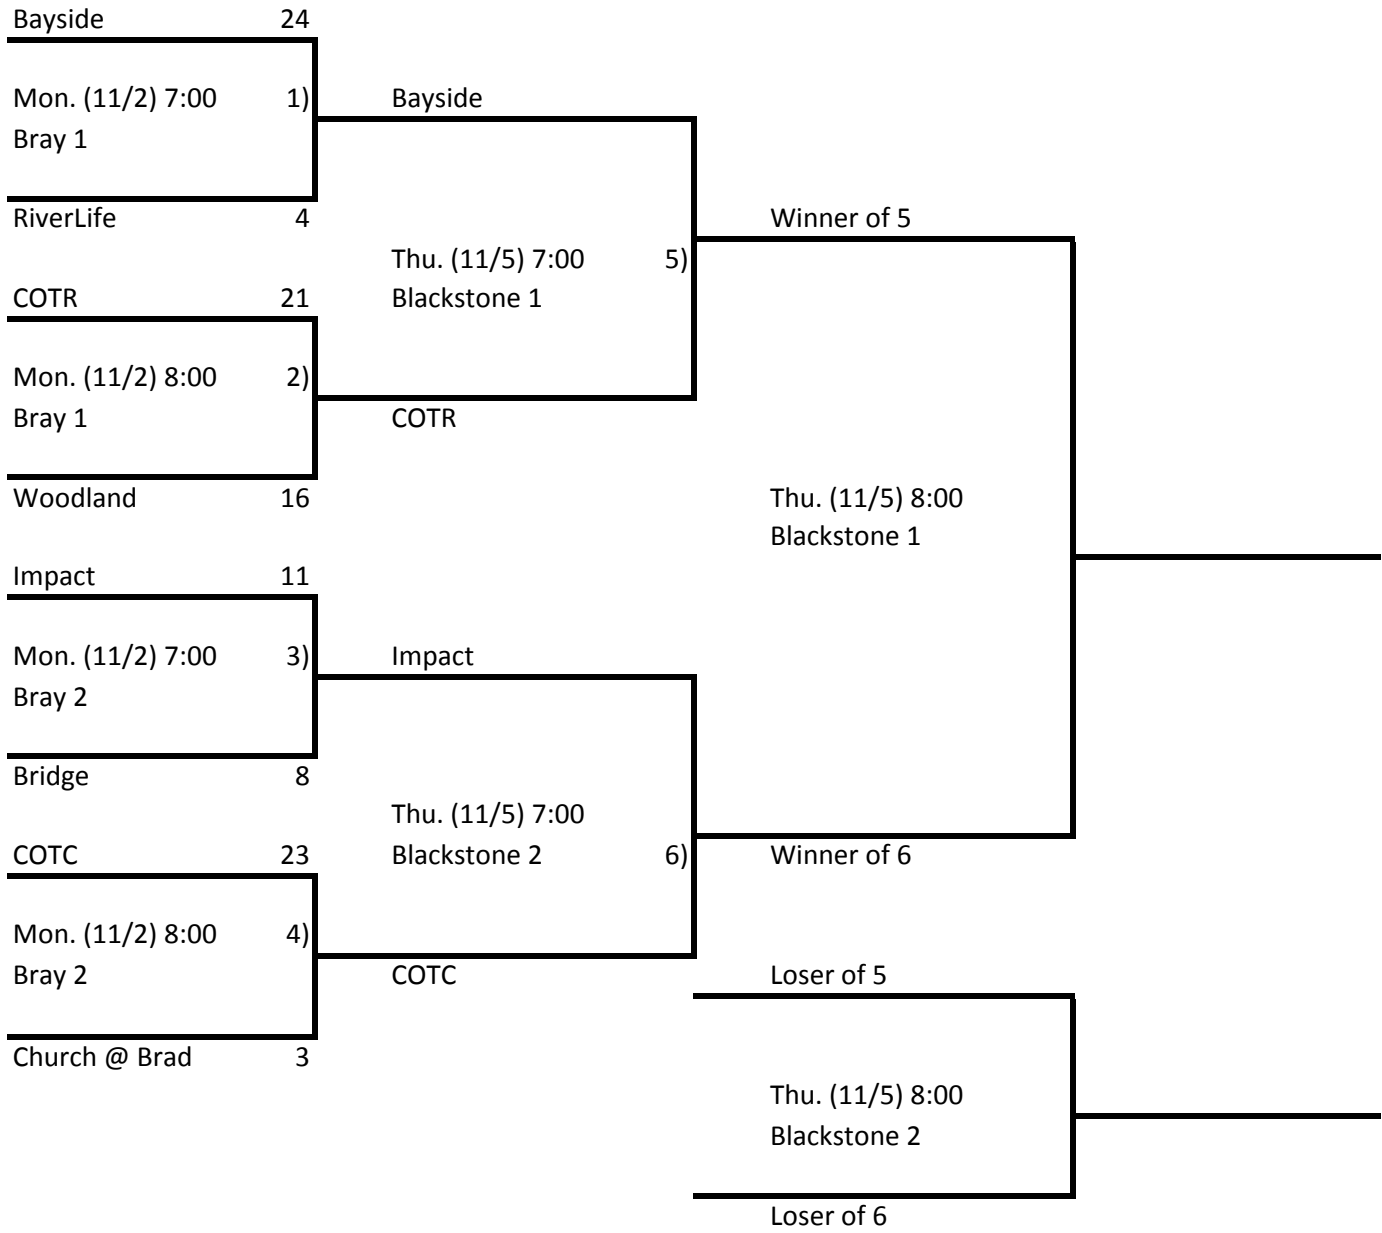 Bayside 24
Mon. (11/2) 7:00 1)
Bray 1
RiverLife 4
COTR 21
Mon. (11/2) 8:00 2)
Bray 1
Woodland 16
Impact 11
Mon. (11/2) 7:00 3)
Bray 2
Bridge 8
COTC 23
Mon. (11/2) 8:00 4)
Bray 2
Church @ Brad 3
Bayside
Thu. (11/5) 7:00 5)
Blackstone 1
COTR
Impact
Thu. (11/5) 7:00
Blackstone 2 6)
COTC
Winner of 5
Thu. (11/5) 8:00
Blackstone 1
Winner of 6
Loser of 5
Thu. (11/5) 8:00
Blackstone 2
Loser of 6